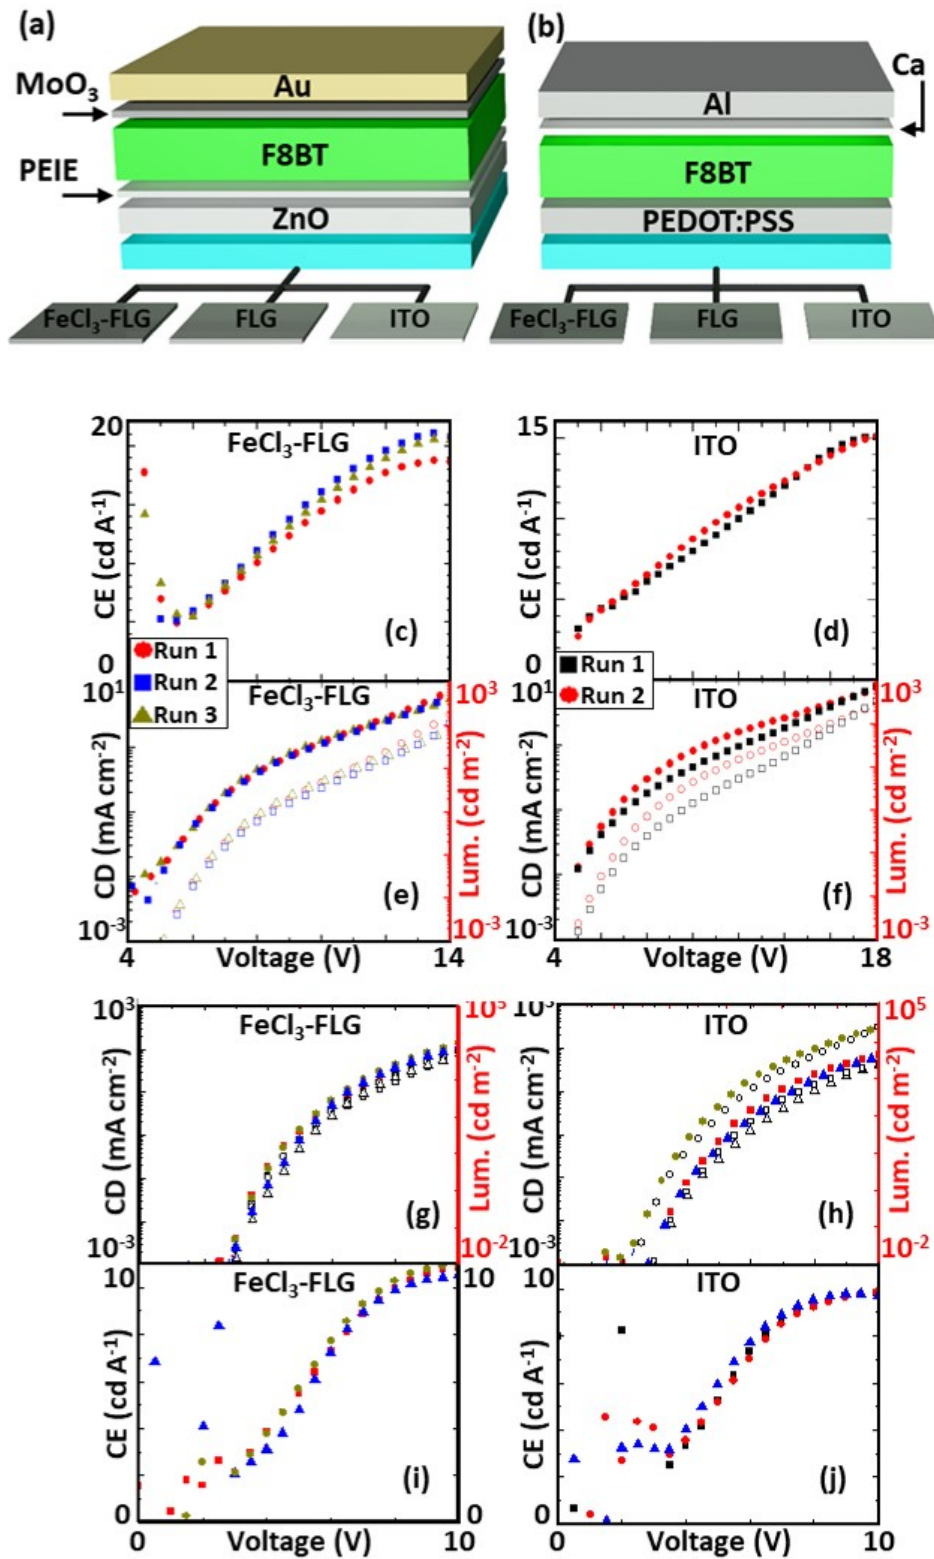 (a)
MoO₃
Au
F8BT
PEIE
ZnO
FeCl₃-FLG
FLG
ITO
(b)
Ca
Al
F8BT
PEDOT:PSS
FeCl₃-FLG
FLG
ITO
20
FeCl₃-FLG
CE (cd A⁻¹)
(c)
0
15
ITO
CE (cd A⁻¹)
(d)
0
Run 1
Run 2
Run 3
Run 1
Run 2
10¹
FeCl₃-FLG
CD (mA cm⁻²)
(e)
10⁻³
10³
Lum. (cd m⁻²)
10⁻³
4
Voltage (V)
14
10¹
ITO
CD (mA cm⁻²)
(f)
10⁻³
10³
Lum. (cd m⁻²)
10⁻³
4
Voltage (V)
18
10³
FeCl₃-FLG
CD (mA cm⁻²)
(g)
10⁻³
10⁵
Lum. (cd m⁻²)
10⁻²
10³
ITO
CD (mA cm⁻²)
(h)
10⁻³
10⁵
Lum. (cd m⁻²)
10⁻²
10
FeCl₃-FLG
10
CE (cd A⁻¹)
(i)
0
0
0
Voltage (V)
10
10
ITO
CE (cd A⁻¹)
(j)
0
0
Voltage (V)
10